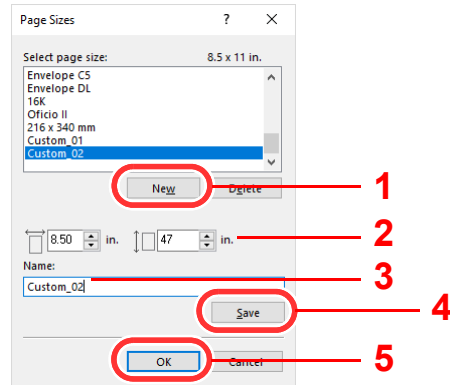 Page Sizes ? ×
Select page size: 8.5 x 11 in.
Envelope C5
Envelope DL
16K
Oficio II
216 x 340 mm
Custom_01
Custom_02
New Delete 1
8.50 in. 47 in. 2
Name:
3
Custom_02
Save 4
OK Cancel 5